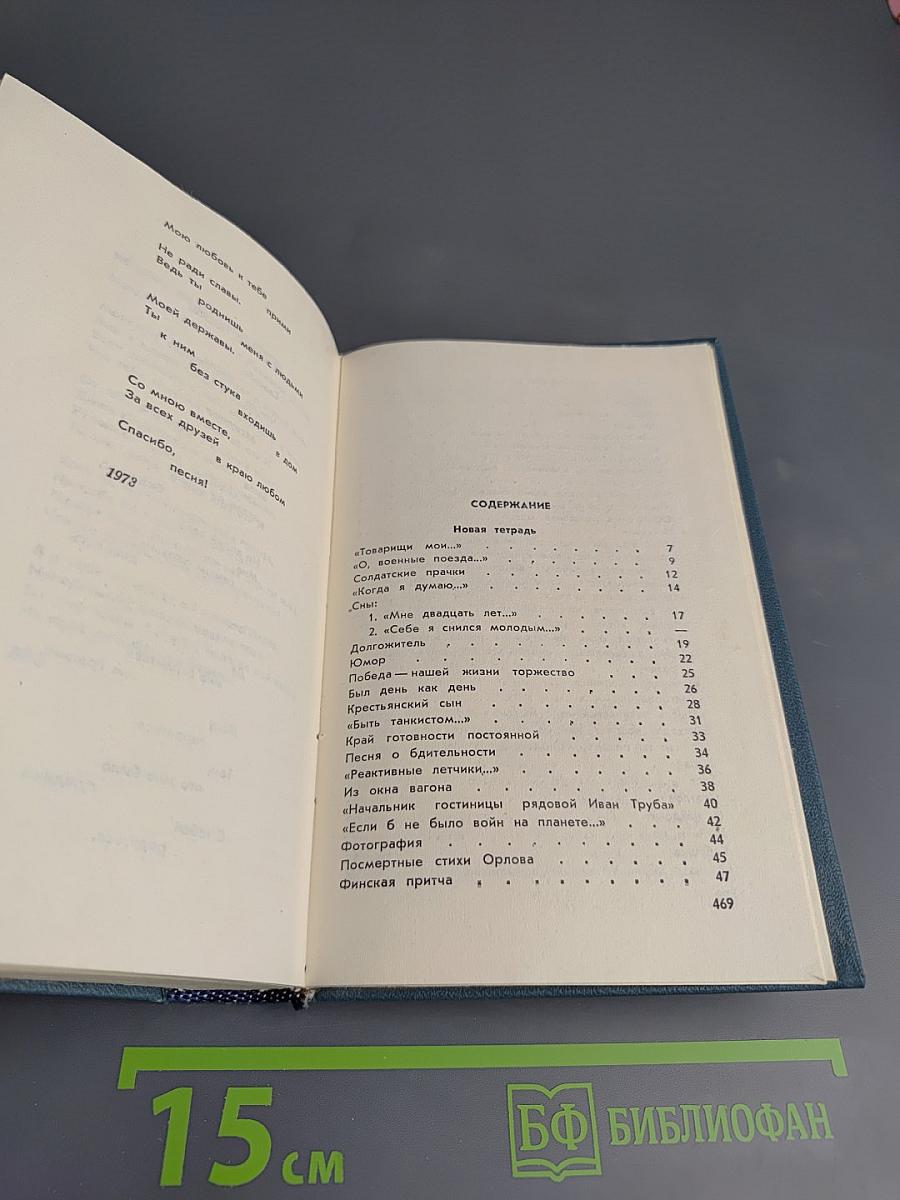 Мою любовь к тебе
прими
Не ради славы.
Ведь ты
роднишь
меня с людьми
Моей державы.
Ты
к ним
без стука
входишь
в дом
Со мною вместе,
За всех друзей
в краю любом
Спасибо,
песня!
1973
СОДЕРЖАНИЕ
Новая тетрадь
«Товарищи мои...» . . . . . . . . 7
«О, военные поезда...» . . . . . . . 9
Солдатские прачки . . . . . . . . 12
«Когда я думаю...» . . . . . . . . 14
Сны:
1. «Мне двадцать лет...» . . . . . . 17
2. «Себе я снился молодым...» . . . . —
Долгожитель . . . . . . . . . 19
Юмор . . . . . . . . . . 22
Победа — нашей жизни торжество . . . 25
Был день как день . . . . . . . . 26
Крестьянский сын . . . . . . . . 28
«Быть танкистом...» . . . . . . . . 31
Край готовности постоянной . . . . . 33
Песня о бдительности . . . . . . . 34
«Реактивные летчики...» . . . . . . . 36
Из окна вагона . . . . . . . . . 38
«Начальник гостиницы рядовой Иван Труба» 40
«Если б не было войн на планете...» . . . 42
Фотография . . . . . . . . . . 44
Посмертные стихи Орлова . . . . . . 45
Финская притча . . . . . . . . . 47
469
15 см
БФ БИБЛИОФАН